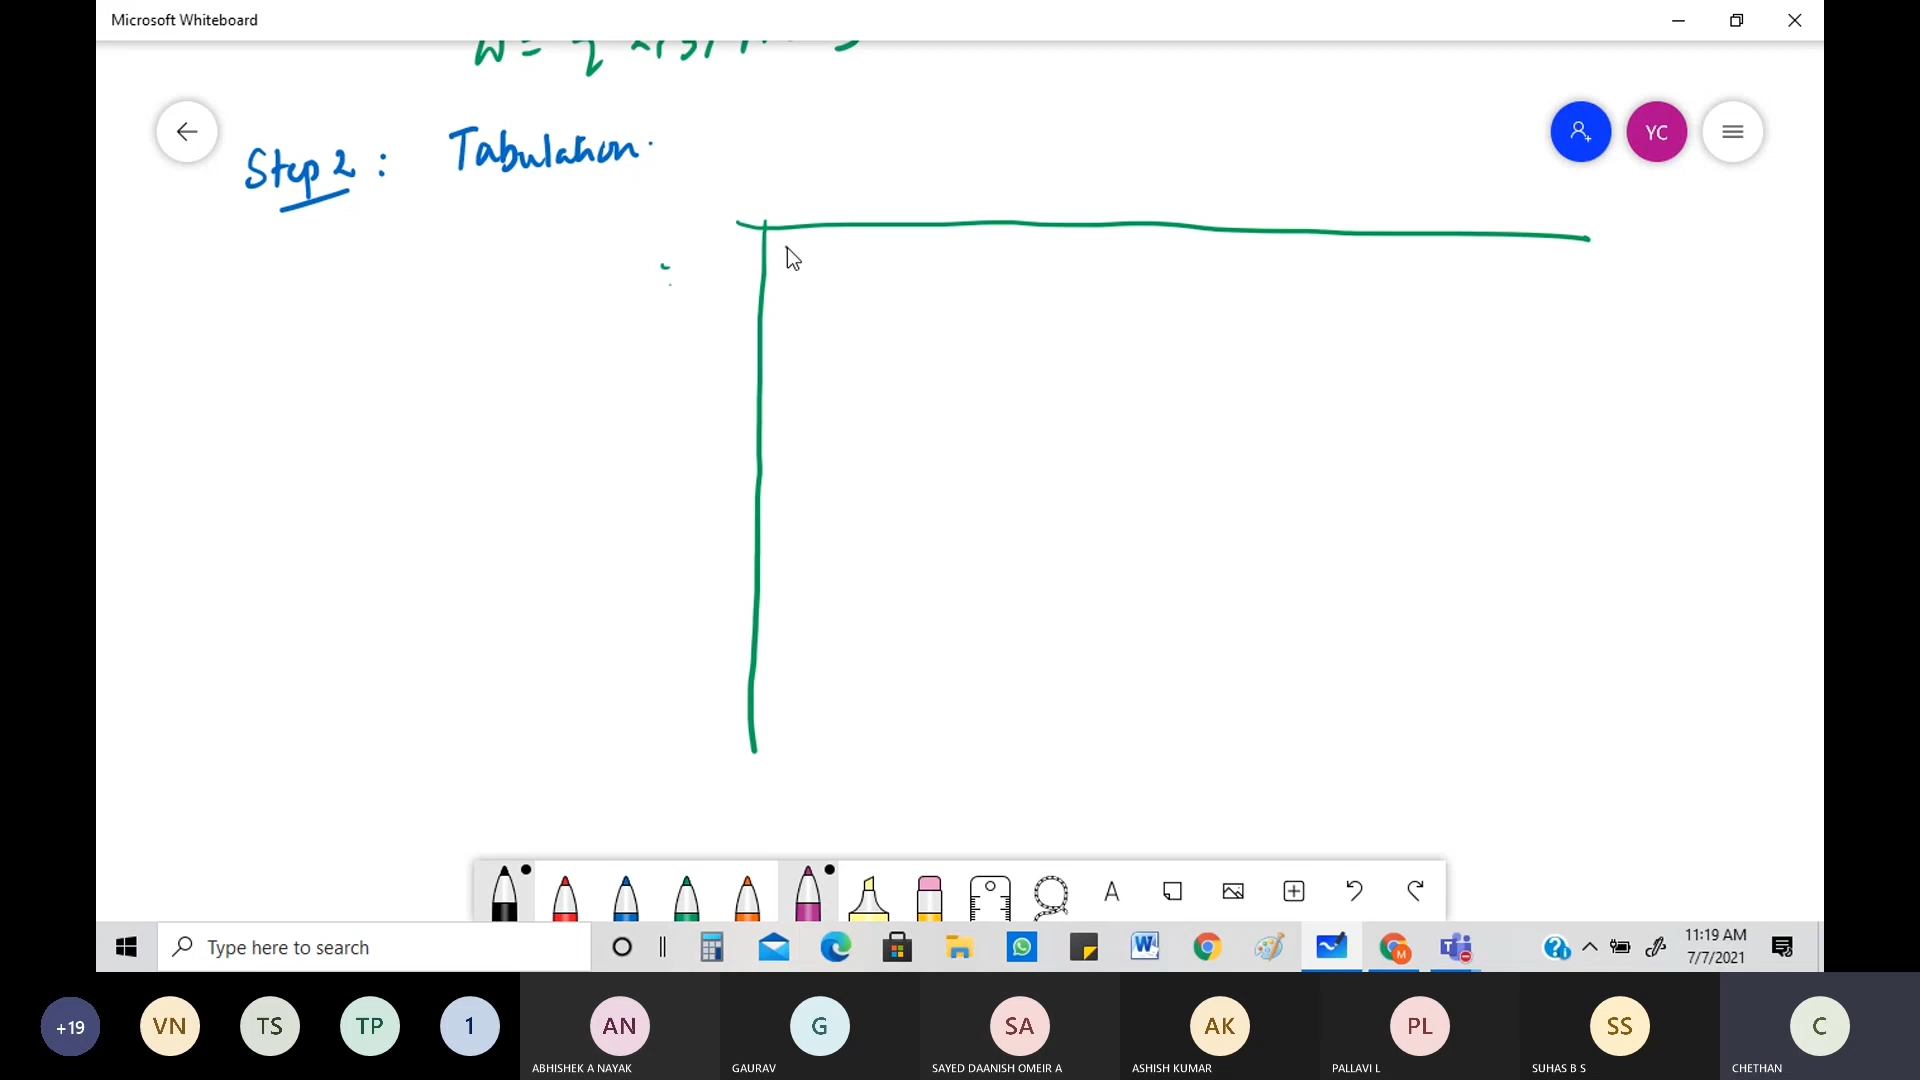 Microsoft Whiteboard
YC
Step 2 : Tabulation.
A
Type here to search
11:19 AM
7/7/2021
+19
VN
TS
TP
1
AN
G
SA
AK
PL
SS
C
ABHISHEK A NAYAK
GAURAV
SAYED DAANISH OMEIR A
ASHISH KUMAR
PALLAVI L
SUHAS B S
CHETHAN